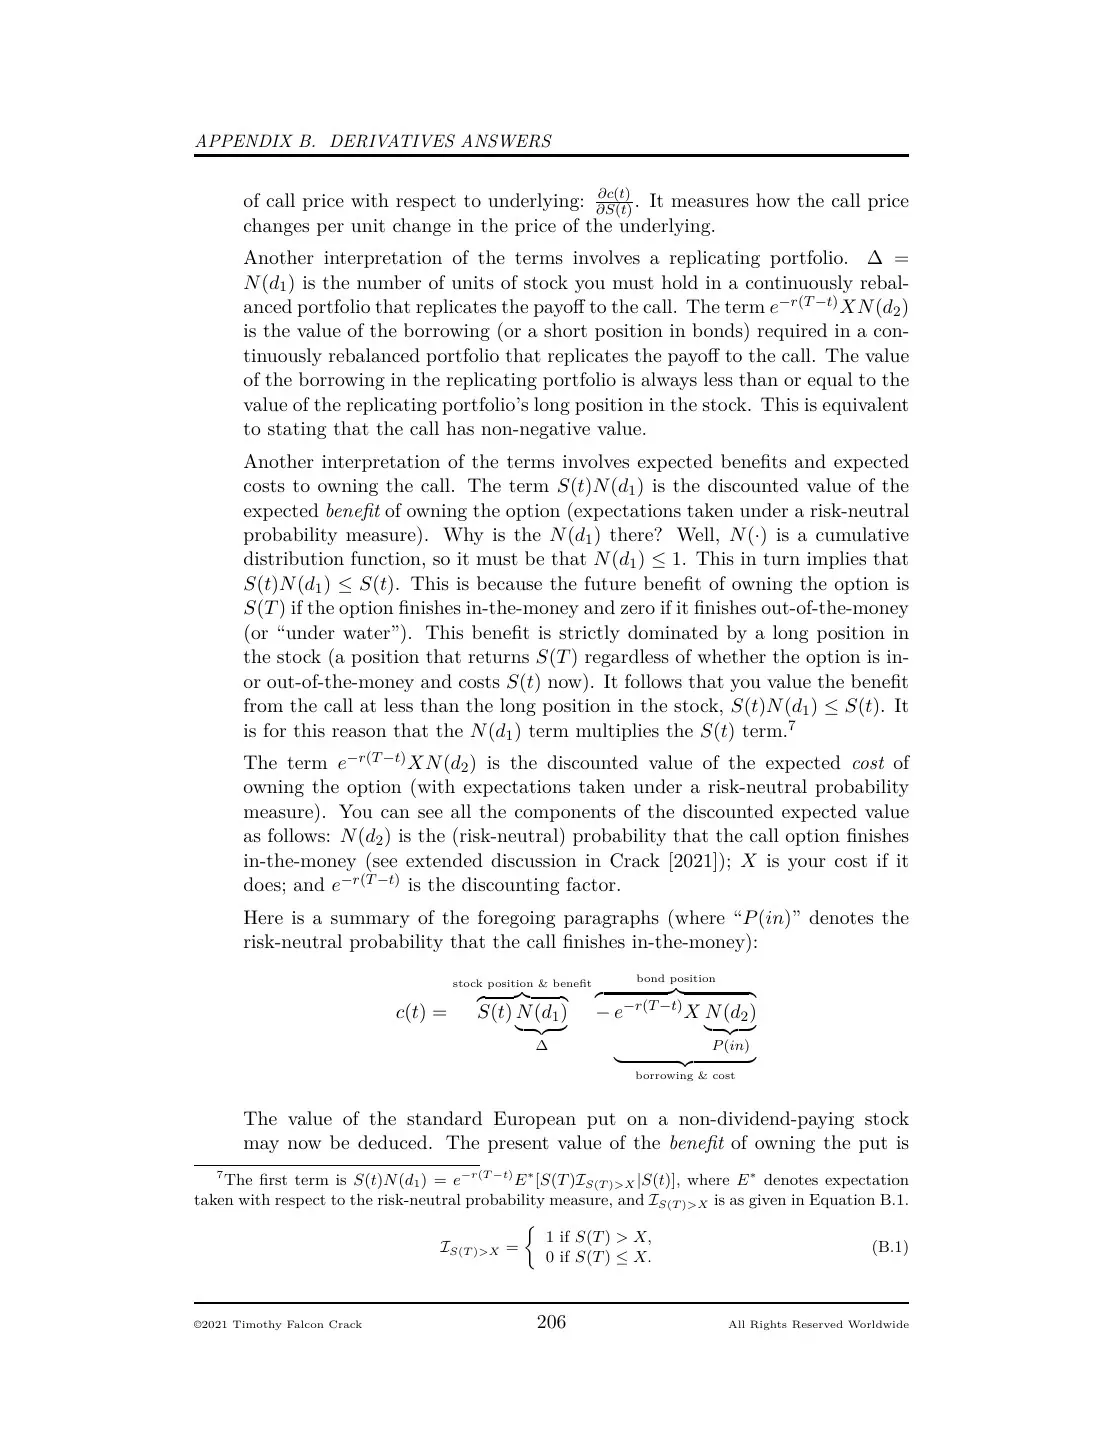 APPENDIX B. DERIVATIVES ANSWERS
of call price with respect to underlying: ∂c(t)/∂S(t). It measures how the call price
changes per unit change in the price of the underlying.
Another interpretation of the terms involves a replicating portfolio. Δ =
N(d₁) is the number of units of stock you must hold in a continuously rebal-
anced portfolio that replicates the payoff to the call. The term e^{−r(T−t)}XN(d₂)
is the value of the borrowing (or a short position in bonds) required in a con-
tinuously rebalanced portfolio that replicates the payoff to the call. The value
of the borrowing in the replicating portfolio is always less than or equal to the
value of the replicating portfolio's long position in the stock. This is equivalent
to stating that the call has non-negative value.
Another interpretation of the terms involves expected benefits and expected
costs to owning the call. The term S(t)N(d₁) is the discounted value of the
expected benefit of owning the option (expectations taken under a risk-neutral
probability measure). Why is the N(d₁) there? Well, N(·) is a cumulative
distribution function, so it must be that N(d₁) ≤ 1. This in turn implies that
S(t)N(d₁) ≤ S(t). This is because the future benefit of owning the option is
S(T) if the option finishes in-the-money and zero if it finishes out-of-the-money
(or “under water”). This benefit is strictly dominated by a long position in
the stock (a position that returns S(T) regardless of whether the option is in-
or out-of-the-money and costs S(t) now). It follows that you value the benefit
from the call at less than the long position in the stock, S(t)N(d₁) ≤ S(t). It
is for this reason that the N(d₁) term multiplies the S(t) term.⁷
The term e^{−r(T−t)}XN(d₂) is the discounted value of the expected cost of
owning the option (with expectations taken under a risk-neutral probability
measure). You can see all the components of the discounted expected value
as follows: N(d₂) is the (risk-neutral) probability that the call option finishes
in-the-money (see extended discussion in Crack [2021]); X is your cost if it
does; and e^{−r(T−t)} is the discounting factor.
Here is a summary of the foregoing paragraphs (where “P(in)” denotes the
risk-neutral probability that the call finishes in-the-money):
stock position & benefit bond position
c(t) = S(t) N(d₁) − e^{−r(T−t)}X N(d₂)
Δ P(in)
borrowing & cost
The value of the standard European put on a non-dividend-paying stock
may now be deduced. The present value of the benefit of owning the put is
⁷The first term is S(t)N(d₁) = e^{−r(T−t)}E*[S(T)I_{S(T)>X}|S(t)], where E* denotes expectation
taken with respect to the risk-neutral probability measure, and I_{S(T)>X} is as given in Equation B.1.
I_{S(T)>X} = { 1 if S(T) > X,
0 if S(T) ≤ X. (B.1)
©2021 Timothy Falcon Crack 206 All Rights Reserved Worldwide